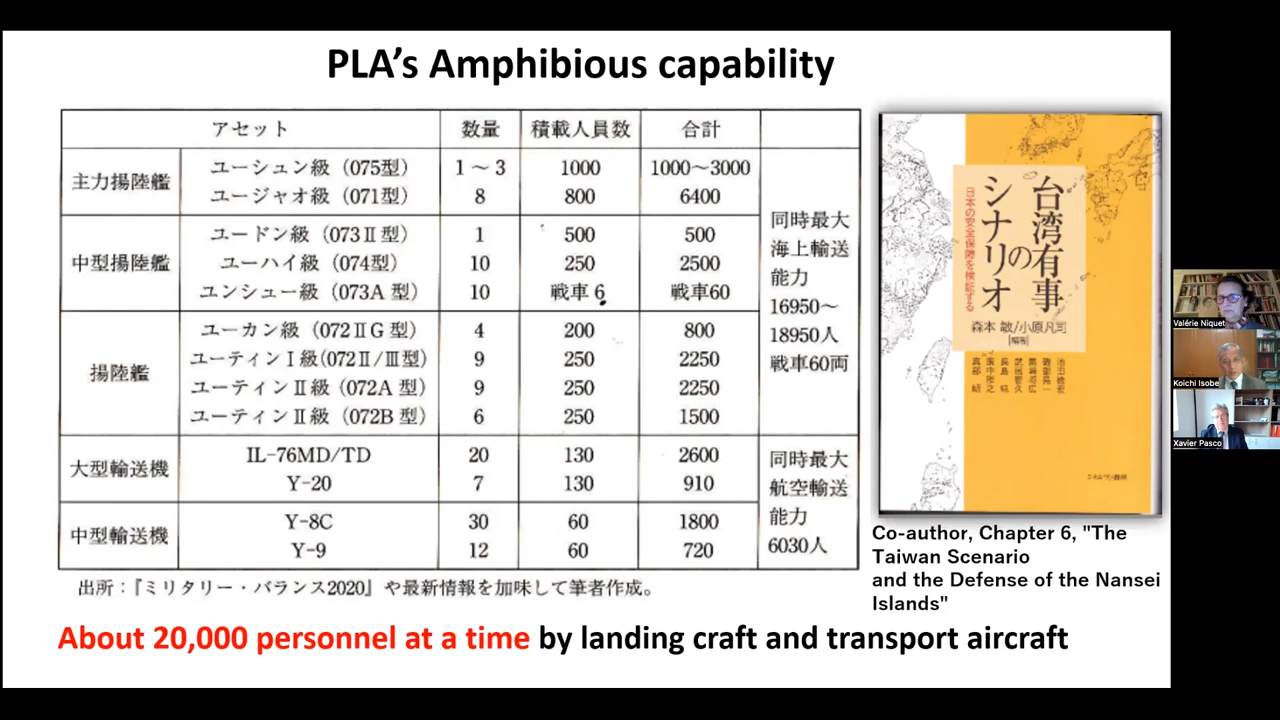 PLA's Amphibious capability
アセット 数量 積載人員数 合計
主力揚陸艦
ユーシュン級（075型） 1～3 1000 1000～3000
ユージャオ級（071型） 8 800 6400
中型揚陸艦
ユードン級（073Ⅱ型） 1 500 500
ユーハイ級（074型） 10 250 2500
ユンシュー級（073A型） 10 戦車6 戦車60
揚陸艦
ユーカン級（072ⅡG型） 4 200 800
ユーティンⅠ級（072Ⅱ/Ⅲ型） 9 250 2250
ユーティンⅡ級（072A型） 9 250 2250
ユーティンⅡ級（072B型） 6 250 1500
同時最大
海上輸送
能力
16950～
18950人
戦車60両
大型輸送機
IL-76MD/TD 20 130 2600
Y-20 7 130 910
中型輸送機
Y-8C 30 60 1800
Y-9 12 60 720
同時最大
航空輸送
能力
6030人
出所：『ミリタリー・バランス2020』や最新情報を加味して筆者作成。
About 20,000 personnel at a time by landing craft and transport aircraft
台湾有事の
シナリオ
日本の安全保障を検証する
森本 敏/小原凡司
[編著]
ミネルヴァ書房
Co-author, Chapter 6, "The
Taiwan Scenario
and the Defense of the Nansei
Islands"
Valérie Niquet
Koichi Isobe
Xavier Pasco